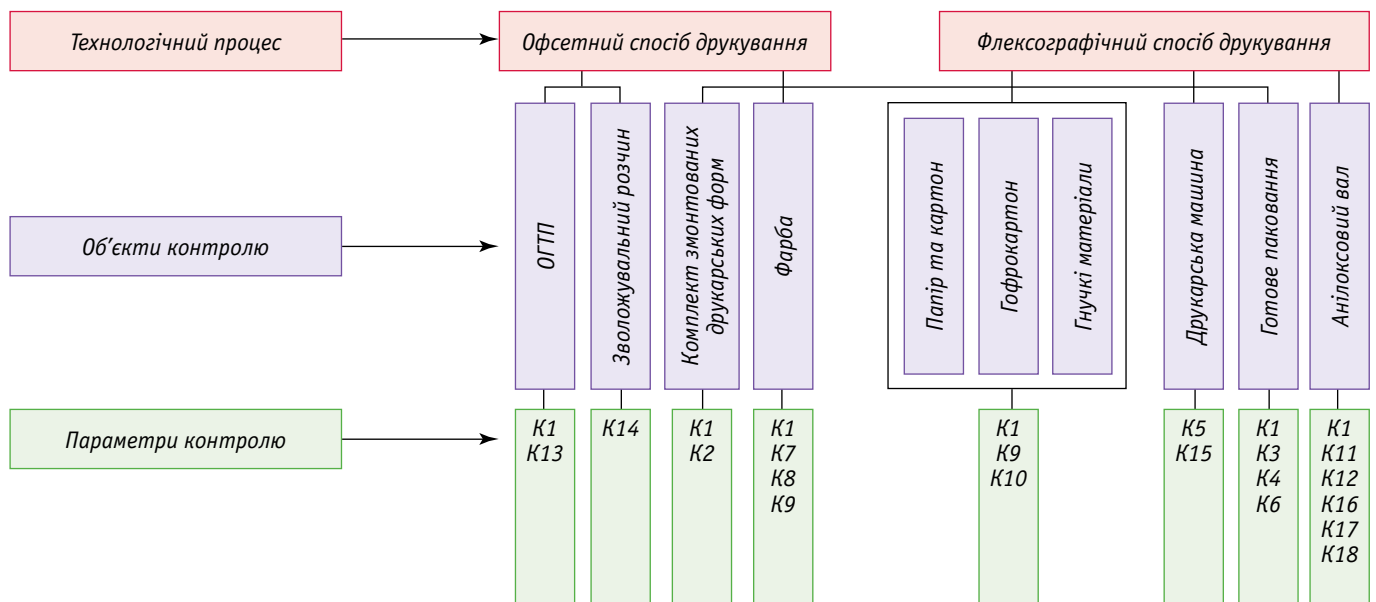 Технологічний процес
Офсетний спосіб друкування
Флексографічний спосіб друкування
Об’єкти контролю
ОГТП
Зволожувальний розчин
Комплект змонтованих
друкарських форм
Фарба
Папір та картон
Гофрокартон
Гнучкі матеріали
Друкарська машина
Готове паковання
Анілоксовий вал
Параметри контролю
К1
К13
К14
К1
К2
К1
К7
К8
К9
К1
К9
К10
К5
К15
К1
К3
К4
К6
К1
К11
К12
К16
К17
К18